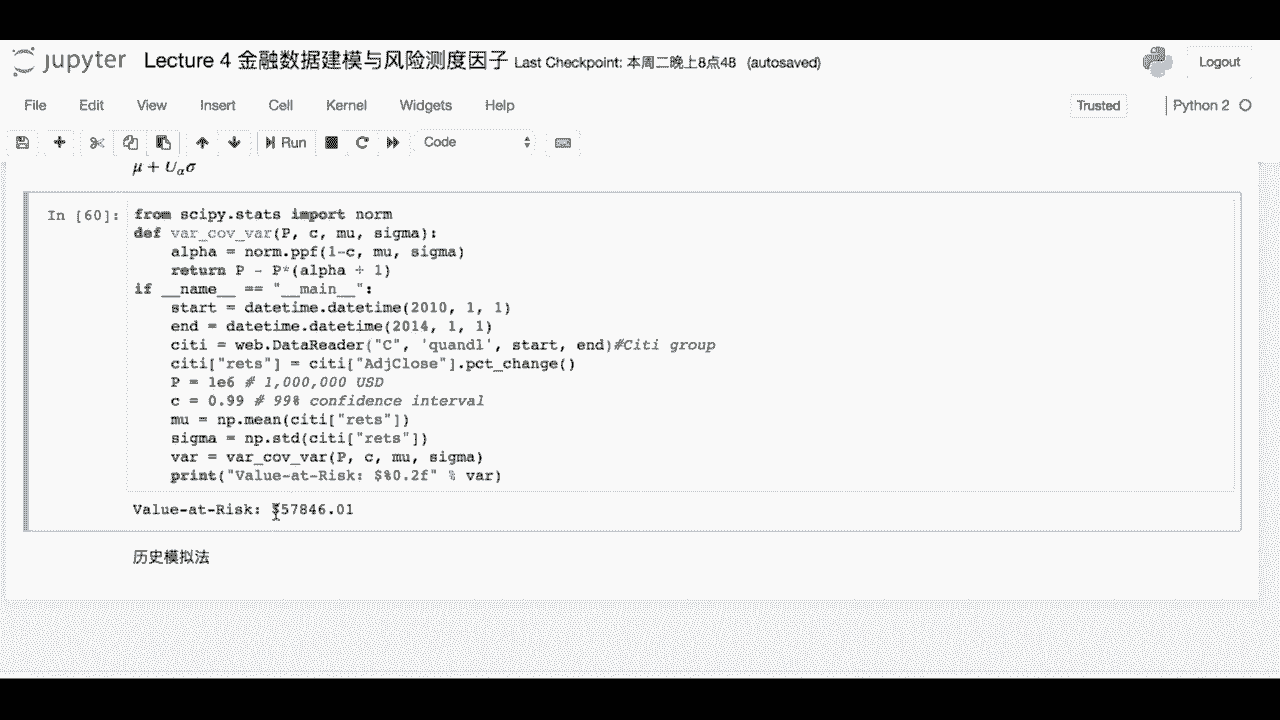 jupyter Lecture 4 金融数据建模与风险测度因子 Last Checkpoint: 本周二晚上8点48 (autosaved) Logout
File Edit View Insert Cell Kernel Widgets Help Trusted Python 2
Run Code
μ + Uασ
In [60]:
from scipy.stats import norm
def var_cov_var(P, c, mu, sigma):
    alpha = norm.ppf(1-c, mu, sigma)
    return P - P*(alpha + 1)
if __name__ == "__main__":
    start = datetime.datetime(2010, 1, 1)
    end = datetime.datetime(2014, 1, 1)
    citi = web.DataReader("C", 'quandl', start, end)#Citi group
    citi["rets"] = citi["AdjClose"].pct_change()
    P = 1e6 # 1,000,000 USD
    c = 0.99 # 99% confidence interval
    mu = np.mean(citi["rets"])
    sigma = np.std(citi["rets"])
    var = var_cov_var(P, c, mu, sigma)
    print("Value-at-Risk: $%0.2f" % var)
Value-at-Risk: $57846.01
历史模拟法